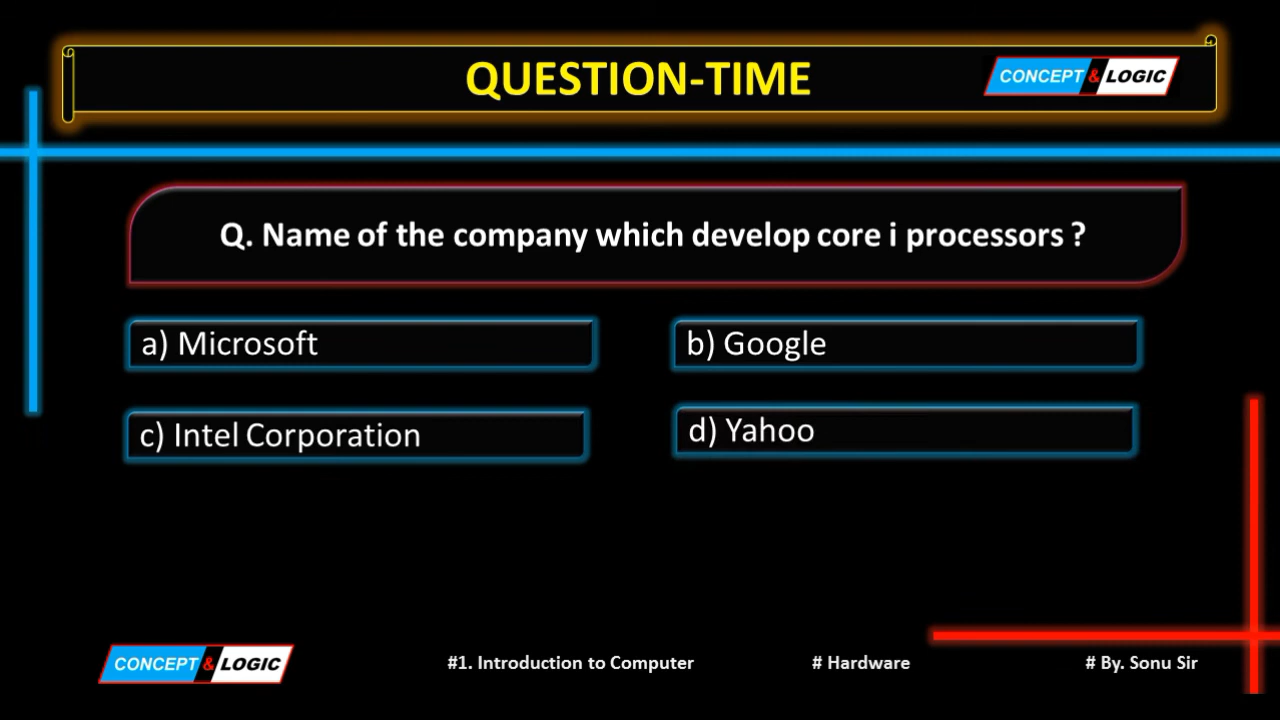 QUESTION-TIME
CONCEPT & LOGIC
Q. Name of the company which develop core i processors ?
a) Microsoft
b) Google
c) Intel Corporation
d) Yahoo
CONCEPT & LOGIC
#1. Introduction to Computer
# Hardware
# By. Sonu Sir